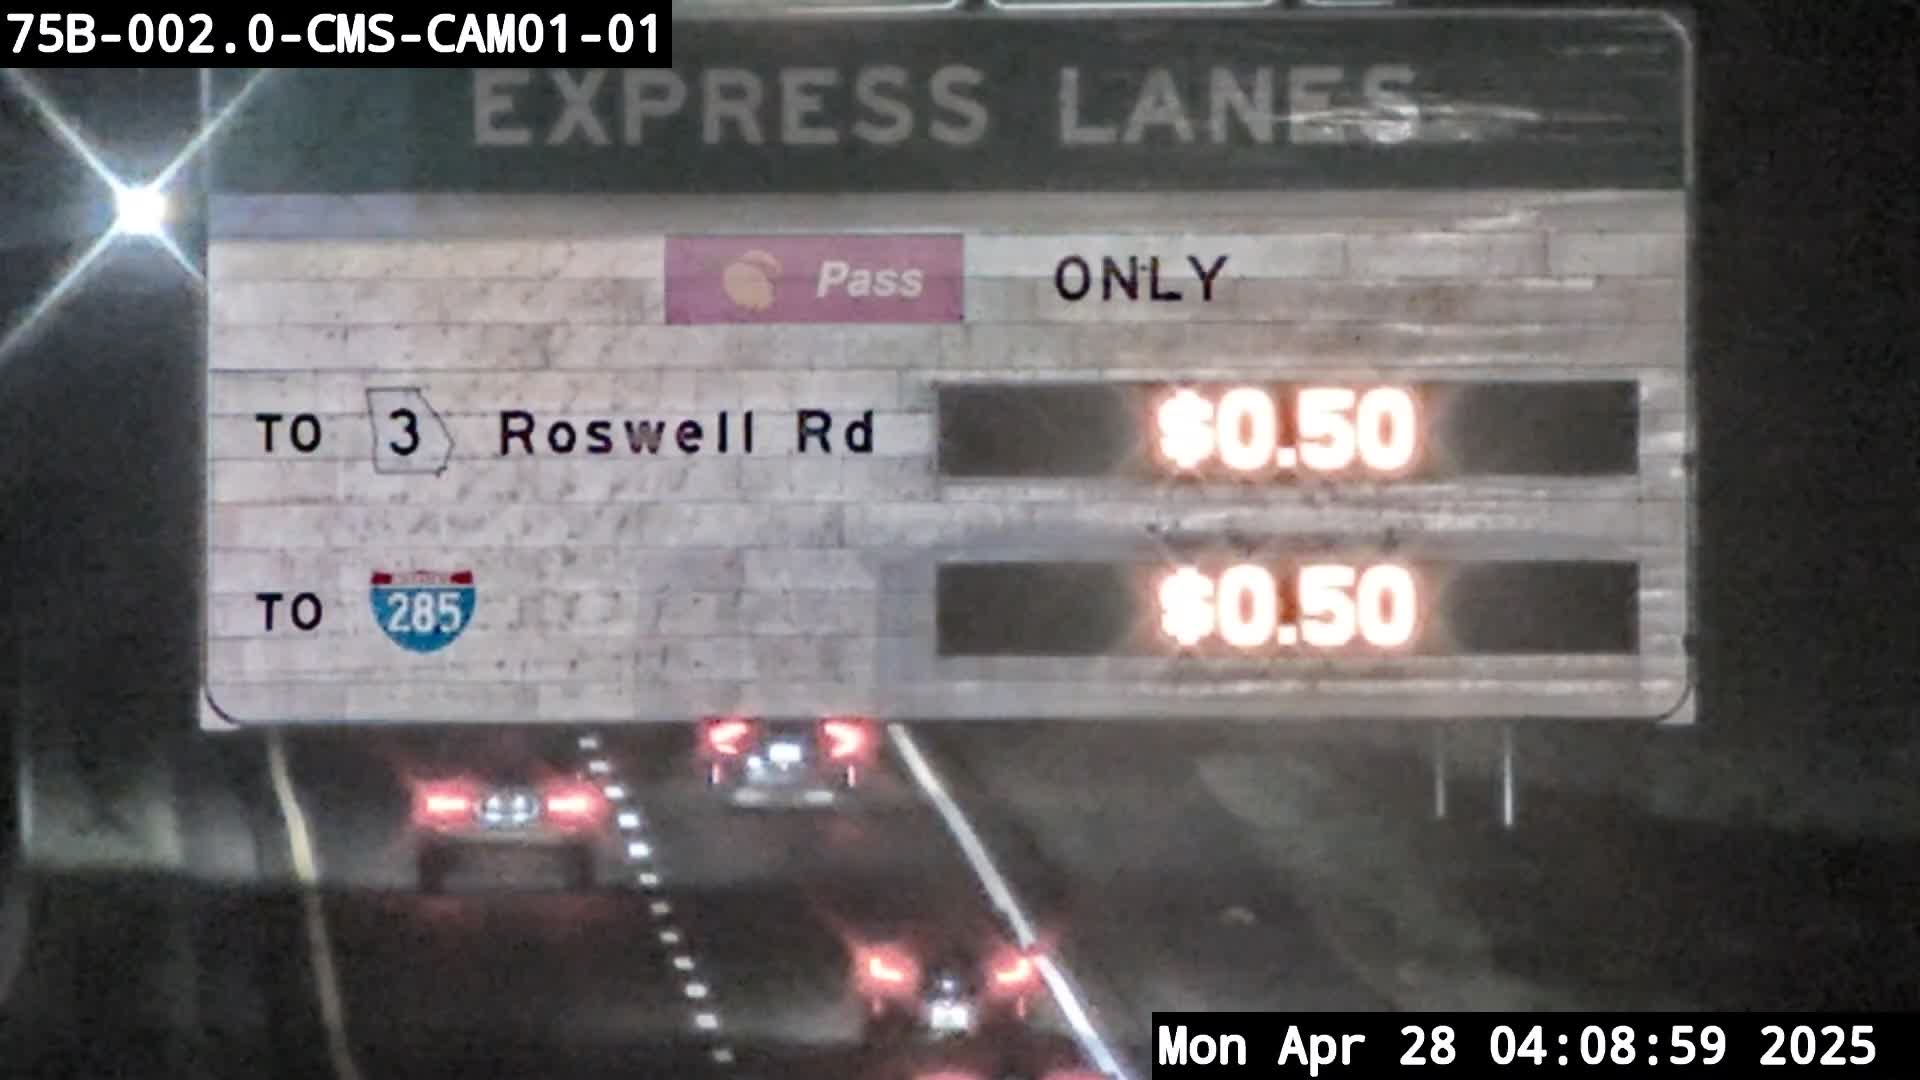 75B-002.0-CMS-CAM01-01
EXPRESS LANES
Pass ONLY
TO 3 Roswell Rd $0.50
TO 285 $0.50
Mon Apr 28 04:08:59 2025